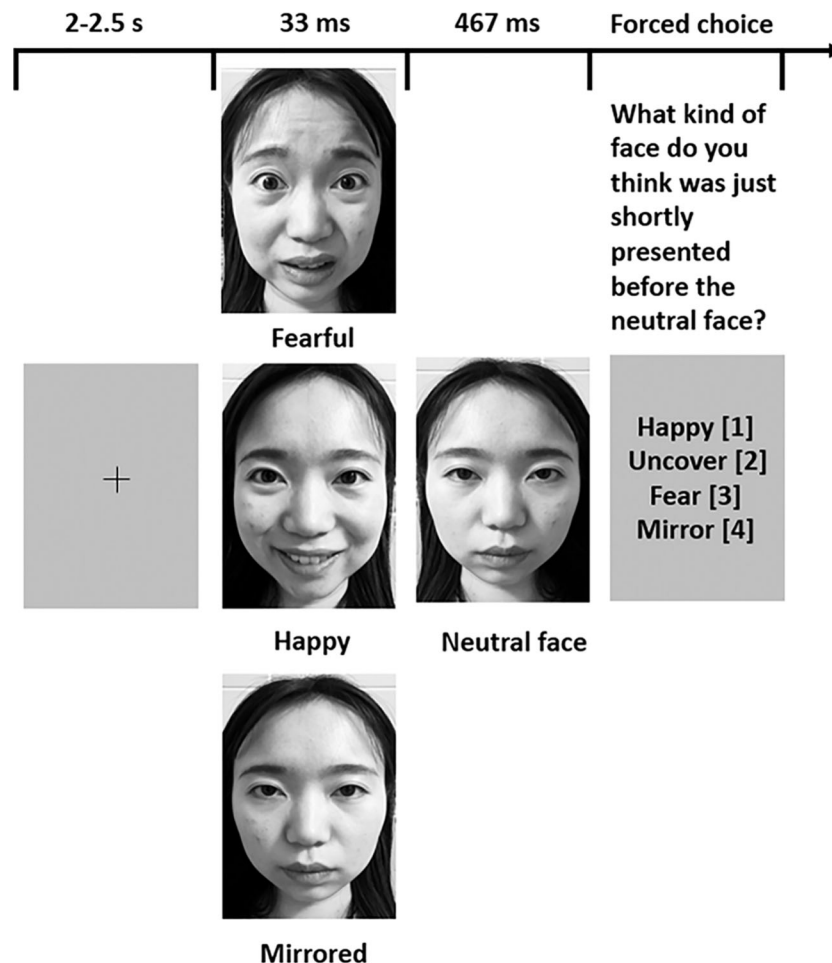 2-2.5 s
33 ms
467 ms
Forced choice
What kind of
face do you
think was just
shortly
presented
before the
neutral face?
Fearful
Happy [1]
Uncover [2]
Fear [3]
Mirror [4]
Happy
Neutral face
Mirrored